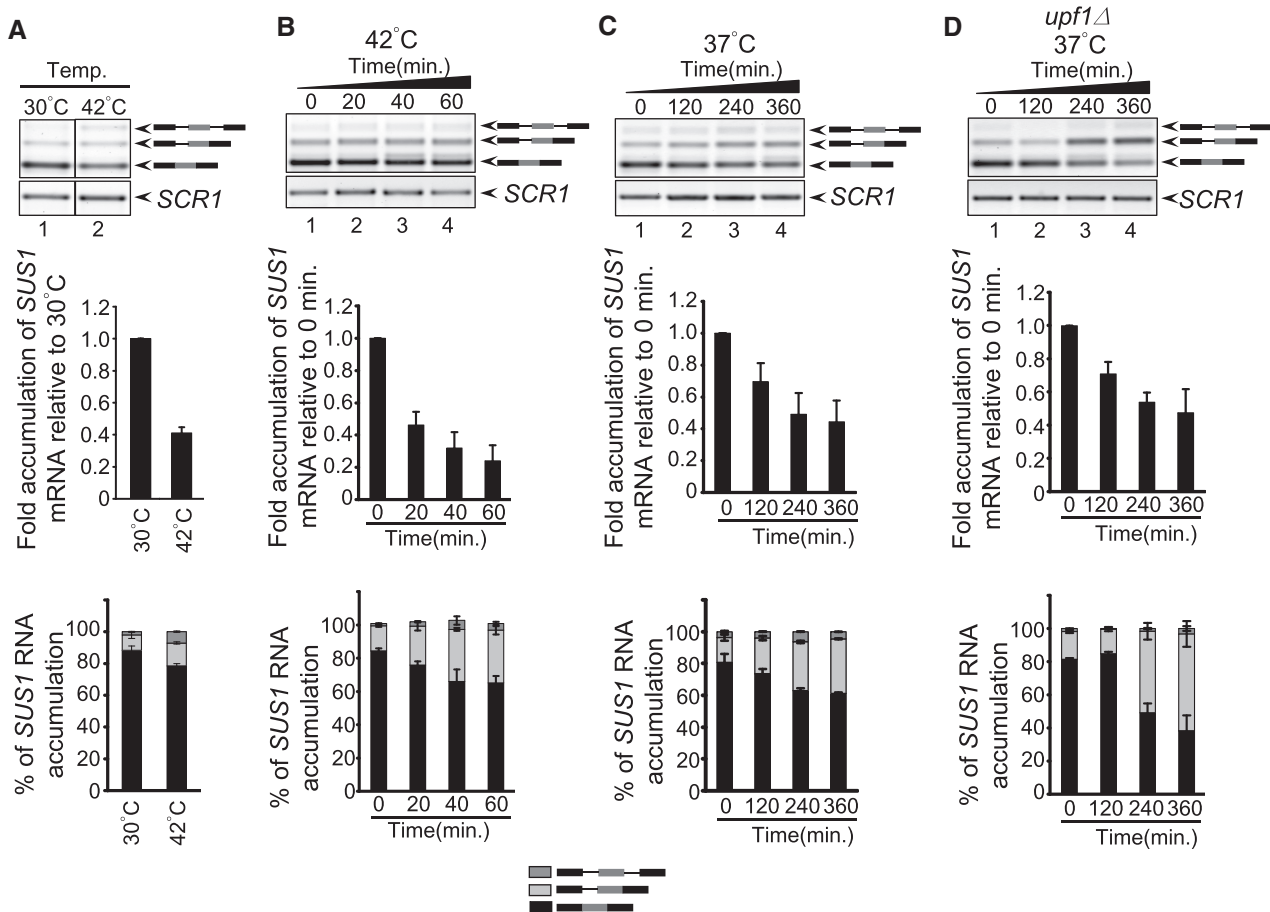 A
Temp.
30°C 42°C
SCR1
1 2
Fold accumulation of SUS1
mRNA relative to 30°C
1.2
1.0
0.8
0.6
0.4
0.2
0
30°C
42°C
% of SUS1 RNA
accumulation
100
80
60
40
20
0
30°C
42°C
B
42°C
Time(min.)
0 20 40 60
SCR1
1 2 3 4
Fold accumulation of SUS1
mRNA relative to 0 min.
1.2
1.0
0.8
0.6
0.4
0.2
0
0 20 40 60
Time(min.)
% of SUS1 RNA
accumulation
100
80
60
40
20
0
0 20 40 60
Time(min.)
C
37°C
Time(min.)
0 120 240 360
SCR1
1 2 3 4
Fold accumulation of SUS1
mRNA relative to 0 min.
1.2
1.0
0.8
0.6
0.4
0.2
0
0 120 240 360
Time(min.)
% of SUS1 RNA
accumulation
100
80
60
40
20
0
0 120 240 360
Time(min.)
D
upf1Δ
37°C
Time(min.)
0 120 240 360
SCR1
1 2 3 4
Fold accumulation of SUS1
mRNA relative to 0 min.
1.2
1.0
0.8
0.6
0.4
0.2
0
0 120 240 360
Time(min.)
% of SUS1 RNA
accumulation
100
80
60
40
20
0
0 120 240 360
Time(min.)